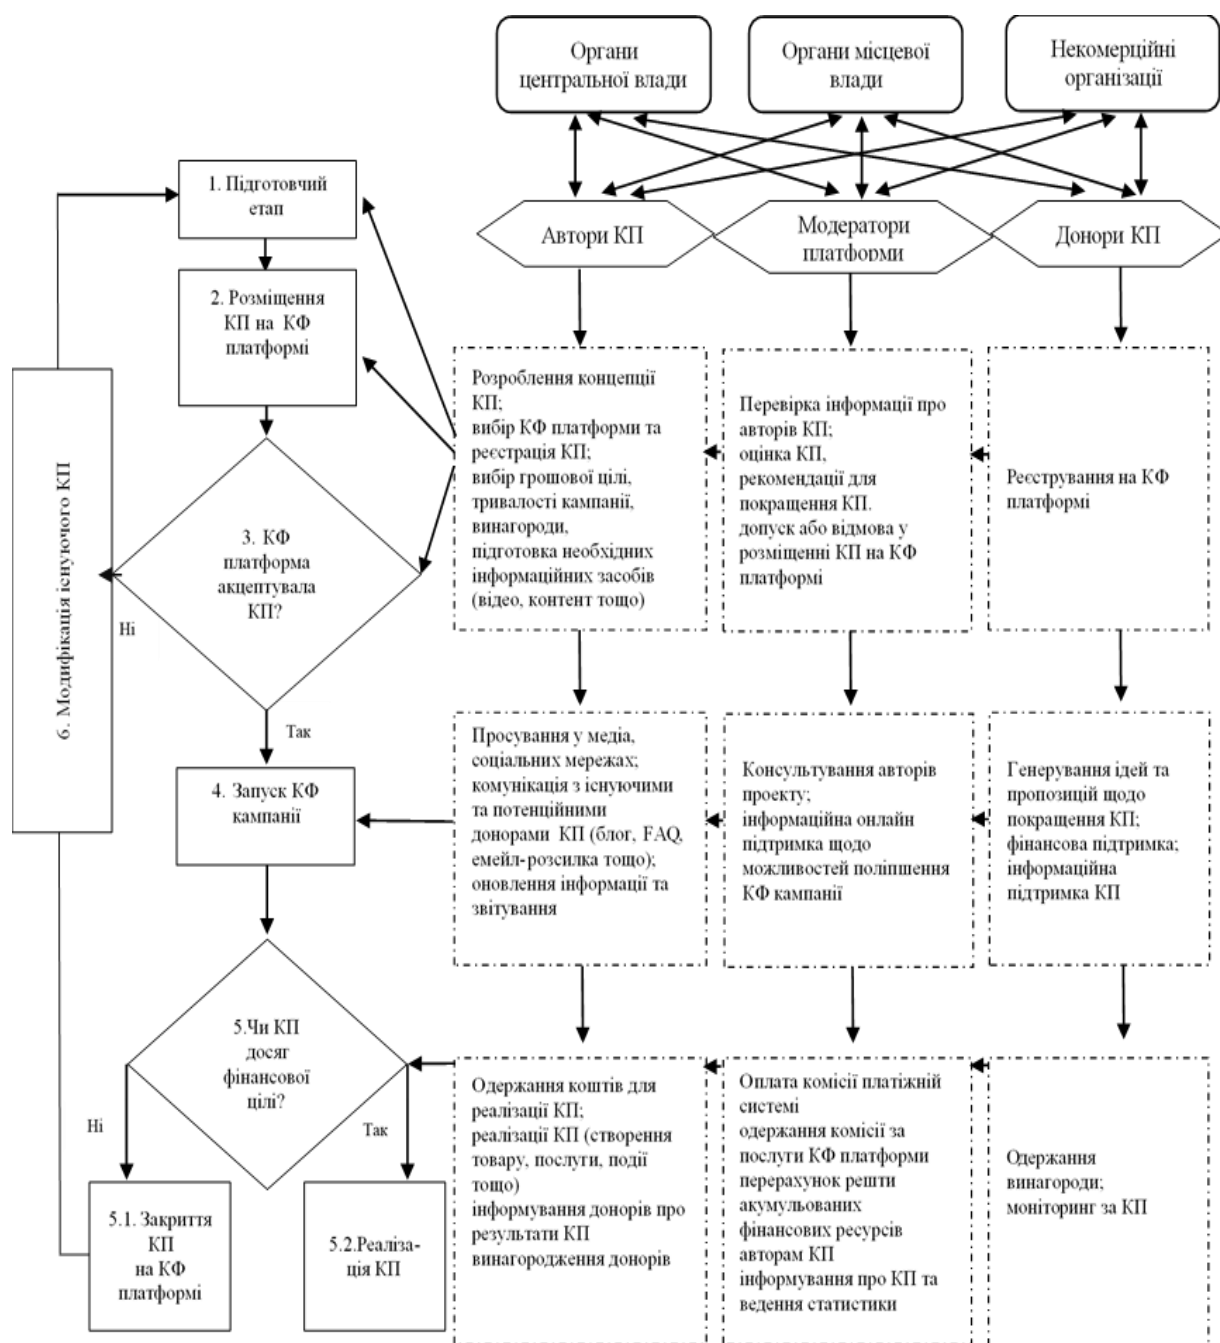 Органи
центральної влади
Органи місцевої
влади
Некомерційні
організації
Автори КП
Модератори
платформи
Донори КП
1. Підготовчий
етап
2. Розміщення
КП на КФ
платформі
3. КФ
платформа
акцептувала
КП?
Ні
Так
4. Запуск КФ
кампанії
5.Чи КП
досяг
фінансової
цілі?
Ні
Так
5.1. Закриття
КП
на КФ
платформі
5.2.Реаліза-
ція КП
6. Модифікація існуючого КП
Розроблення концепції
КП;
вибір КФ платформи та
реєстрація КП;
вибір грошової цілі,
тривалості кампанії,
винагороди,
підготовка необхідних
інформаційних засобів
(відео, контент тощо)
Перевірка інформації про
авторів КП;
оцінка КП,
рекомендації для
покращення КП.
допуск або відмова у
розміщенні КП на КФ
платформі
Реєстрування на КФ
платформі
Просування у медіа,
соціальних мережах;
комунікація з існуючими
та потенційними
донорами КП (блог, FAQ,
емейл-розсилка тощо);
оновлення інформації та
звітування
Консультування авторів
проекту;
інформаційна онлайн
підтримка щодо
можливостей поліпшення
КФ кампанії
Генерування ідей та
пропозицій щодо
покращення КП;
фінансова підтримка;
інформаційна
підтримка КП
Одержання коштів для
реалізації КП;
реалізації КП (створення
товару, послуги, події
тощо)
інформування донорів про
результати КП
винагородження донорів
Оплата комісії платіжній
системі
одержання комісії за
послуги КФ платформи
перерахунок решти
акумульованих
фінансових ресурсів
авторам КП
інформування про КП та
ведення статистики
Одержання
винагороди;
моніторинг за КП